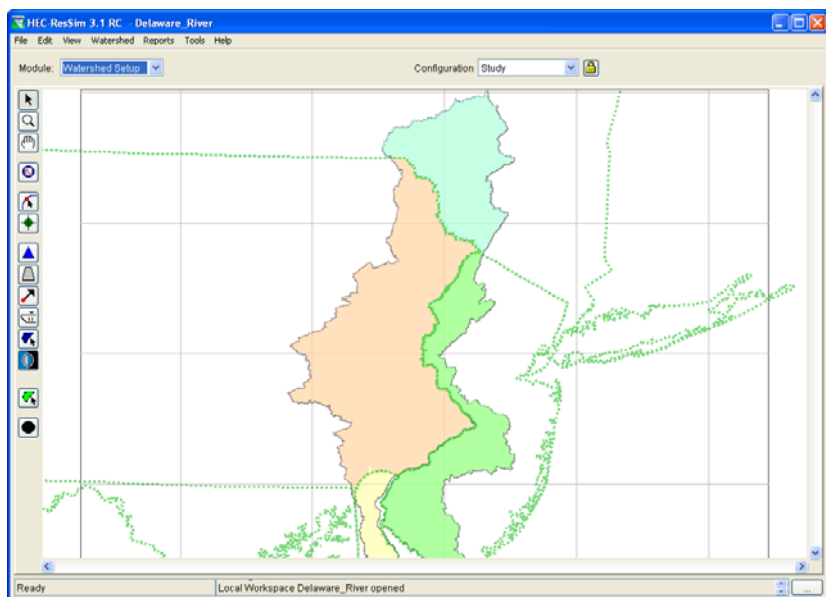 HEC-ResSim 3.1 RC - Delaware_River
File Edit View Watershed Reports Tools Help
Module: Watershed Setup Configuration Study
Ready Local Workspace Delaware_River opened ...